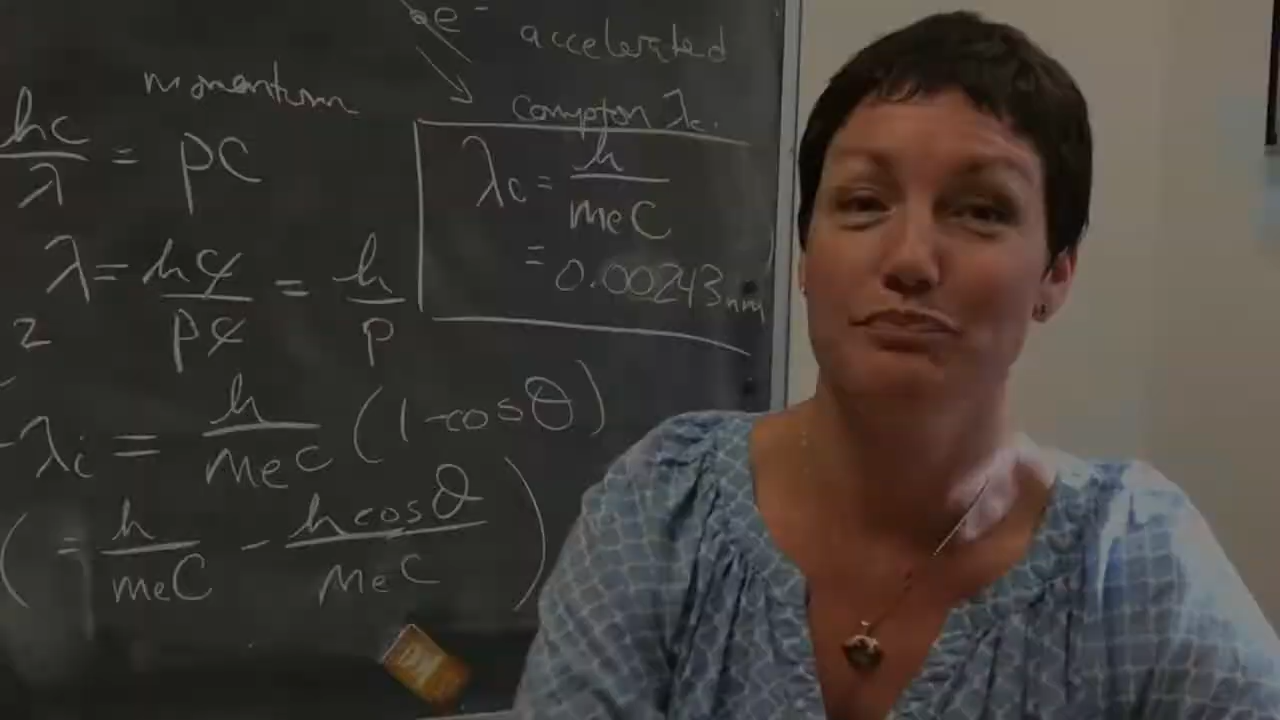 e⁻ accelerated
momentum
hc/λ = pc
compton λc.
λc = h/meC
= 0.00243nm
λ = hc/pc = h/p
2
-λi = h/meC (1-cosθ)
( = h/meC - hcosθ/meC )